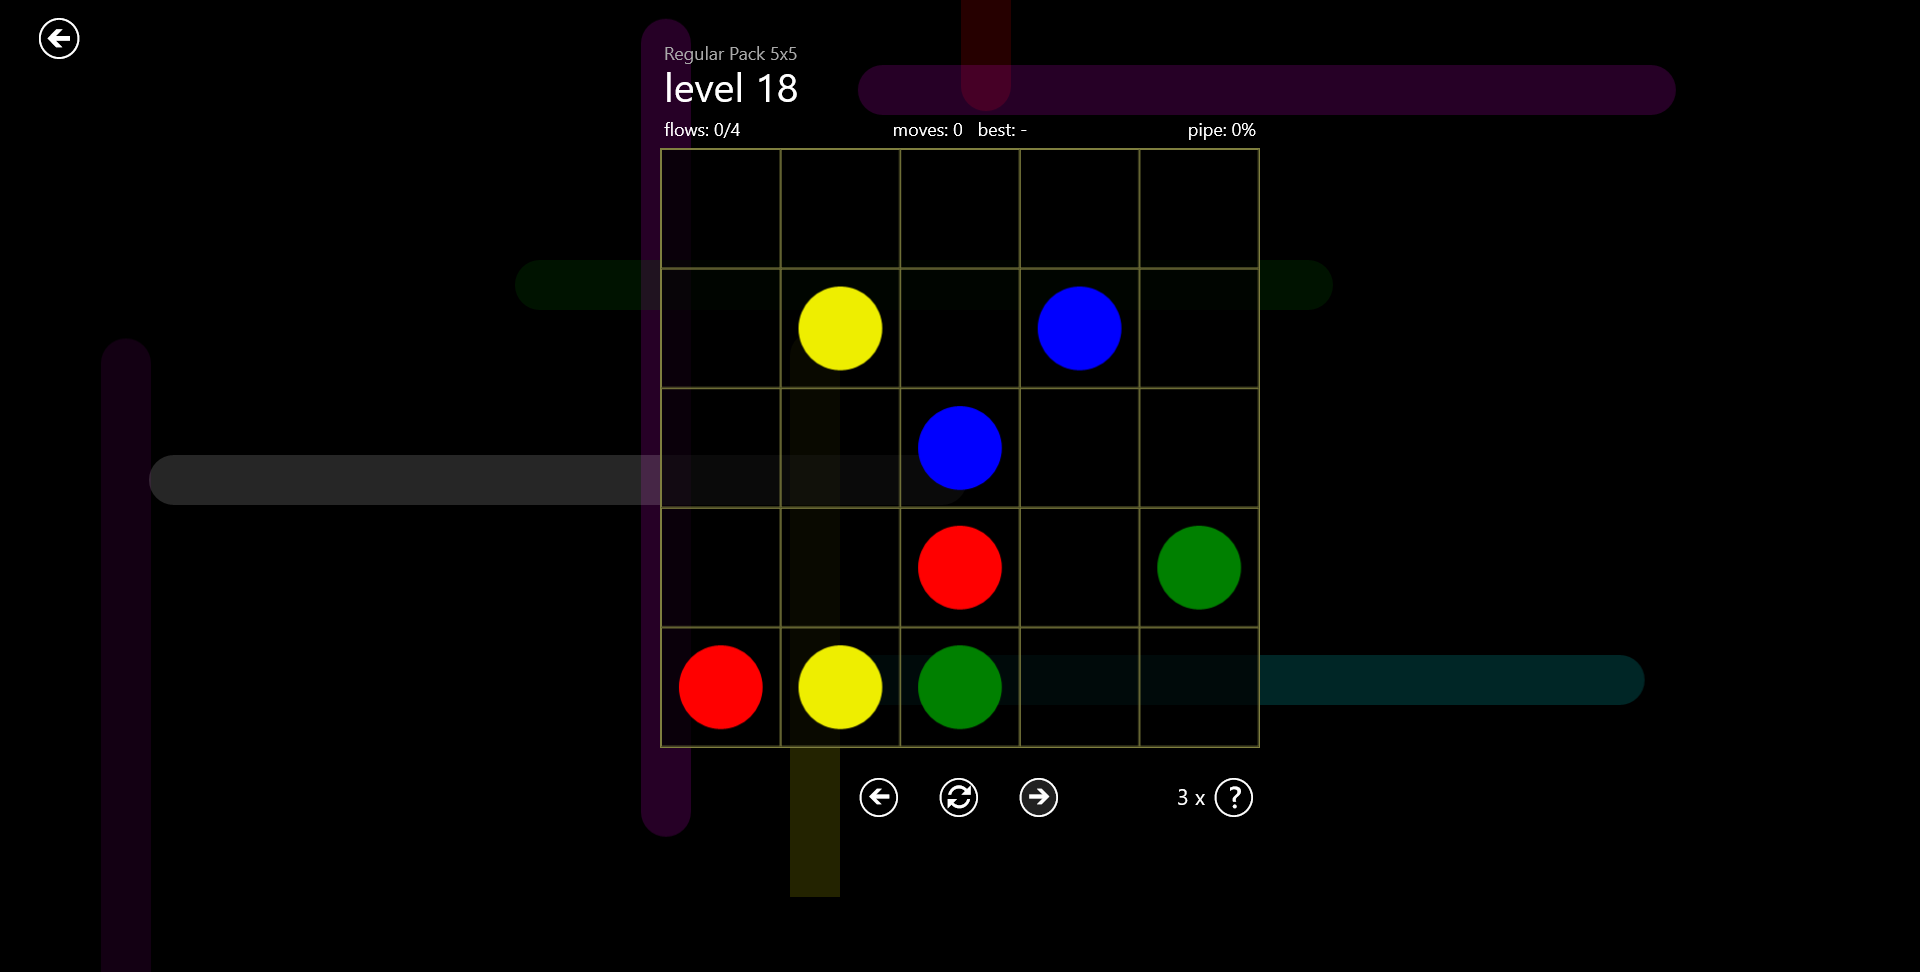 Regular Pack 5x5
level 18
flows: 0/4 moves: 0 best: - pipe: 0%
3 x ?